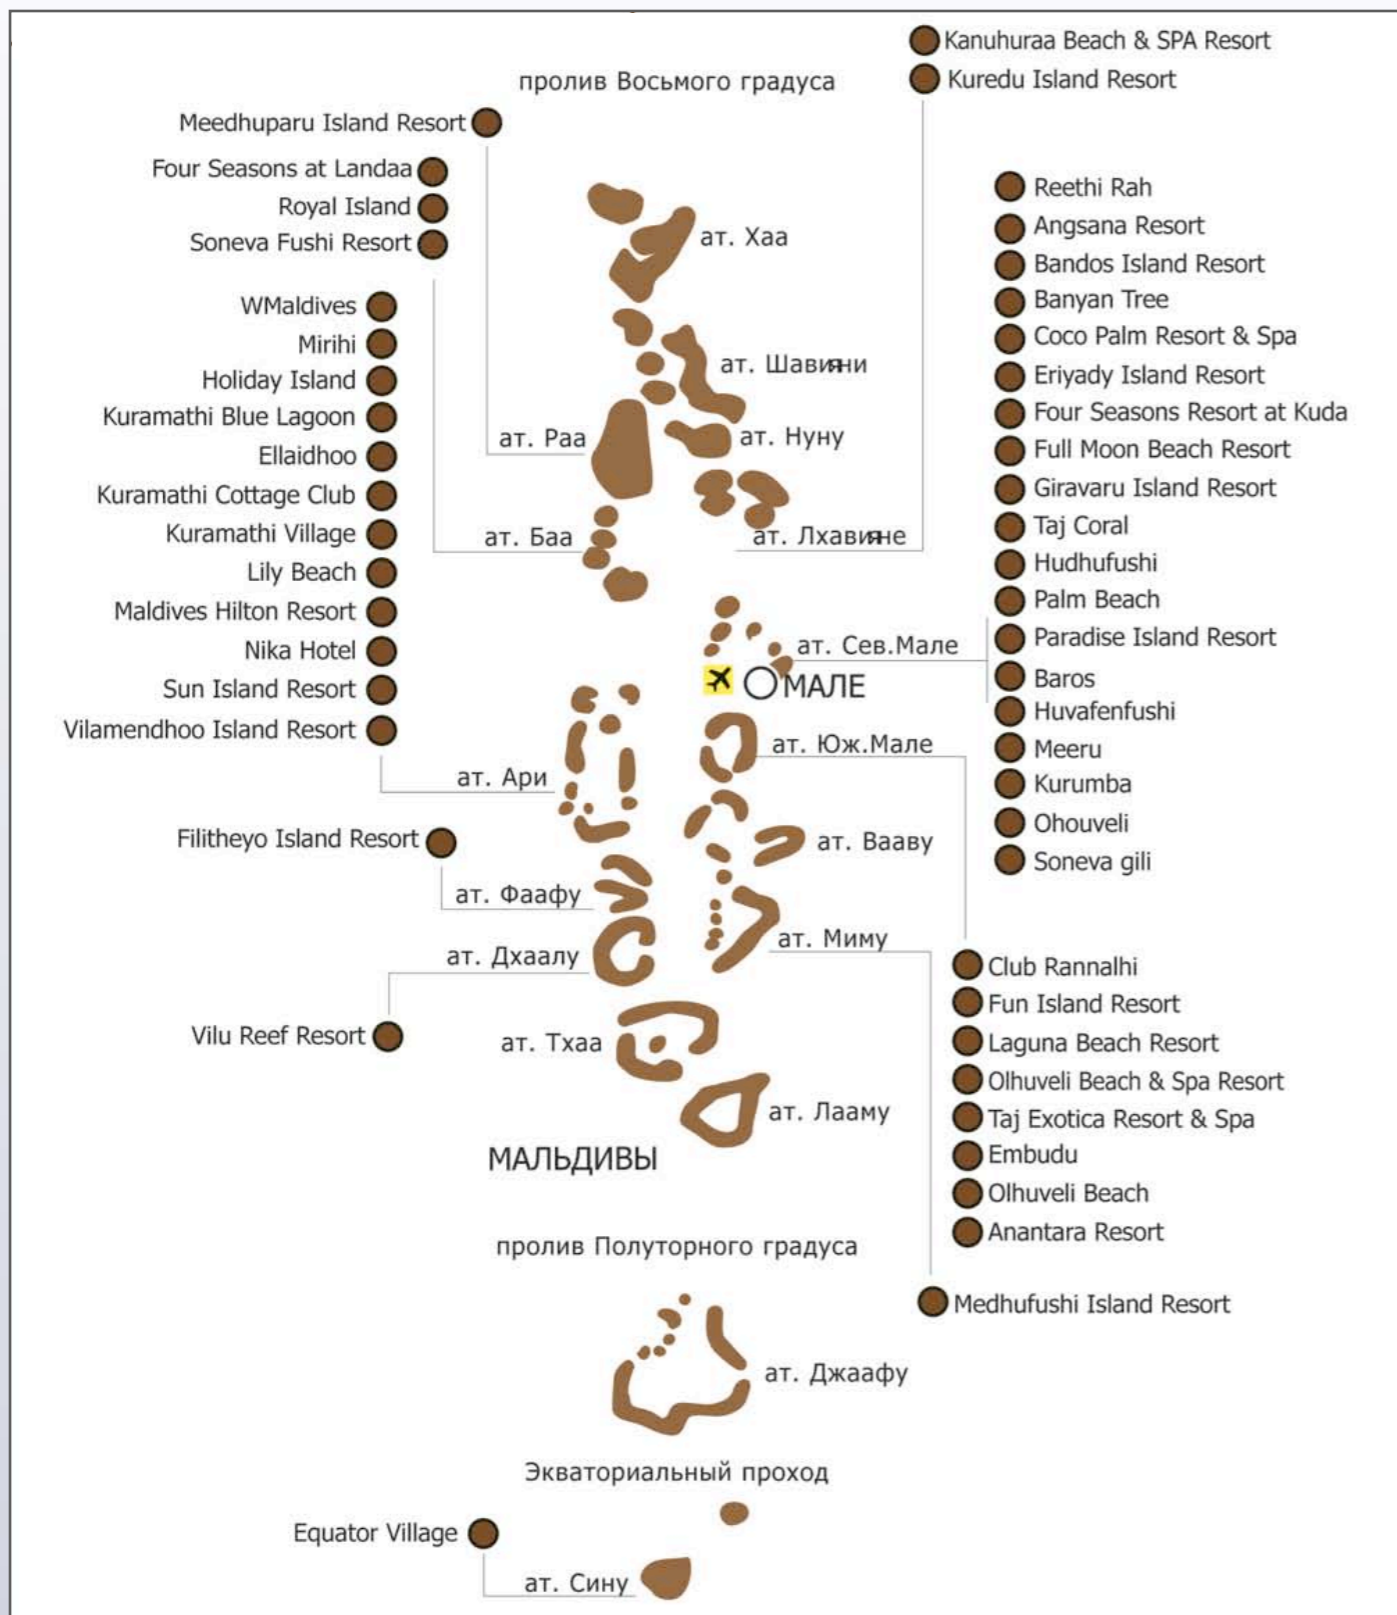 Kanuhuraa Beach & SPA Resort
Kuredu Island Resort
пролив Восьмого градуса
Meedhuparu Island Resort
Four Seasons at Landaa
Royal Island
Soneva Fushi Resort
WMaldives
Mirihi
Holiday Island
Kuramathi Blue Lagoon
Ellaidhoo
Kuramathi Cottage Club
Kuramathi Village
Lily Beach
Maldives Hilton Resort
Nika Hotel
Sun Island Resort
Vilamendhoo Island Resort
Filitheyo Island Resort
Vilu Reef Resort
ат. Хаа
ат. Шавияни
ат. Раа
ат. Нуну
ат. Баа
ат. Лхавияне
ат. Сев.Мале
МАЛЕ
ат. Юж.Мале
ат. Ари
ат. Вааву
ат. Фаафу
ат. Миму
ат. Дхаалу
ат. Тхаа
ат. Лааму
МАЛЬДИВЫ
Reethi Rah
Angsana Resort
Bandos Island Resort
Banyan Tree
Coco Palm Resort & Spa
Eriyady Island Resort
Four Seasons Resort at Kuda
Full Moon Beach Resort
Giravaru Island Resort
Taj Coral
Hudhufushi
Palm Beach
Paradise Island Resort
Baros
Huvafenfushi
Meeru
Kurumba
Ohouveli
Soneva gili
Club Rannalhi
Fun Island Resort
Laguna Beach Resort
Olhuveli Beach & Spa Resort
Taj Exotica Resort & Spa
Embudu
Olhuveli Beach
Anantara Resort
Medhufushi Island Resort
пролив Полуторного градуса
ат. Джаафу
Экваториальный проход
Equator Village
ат. Сину